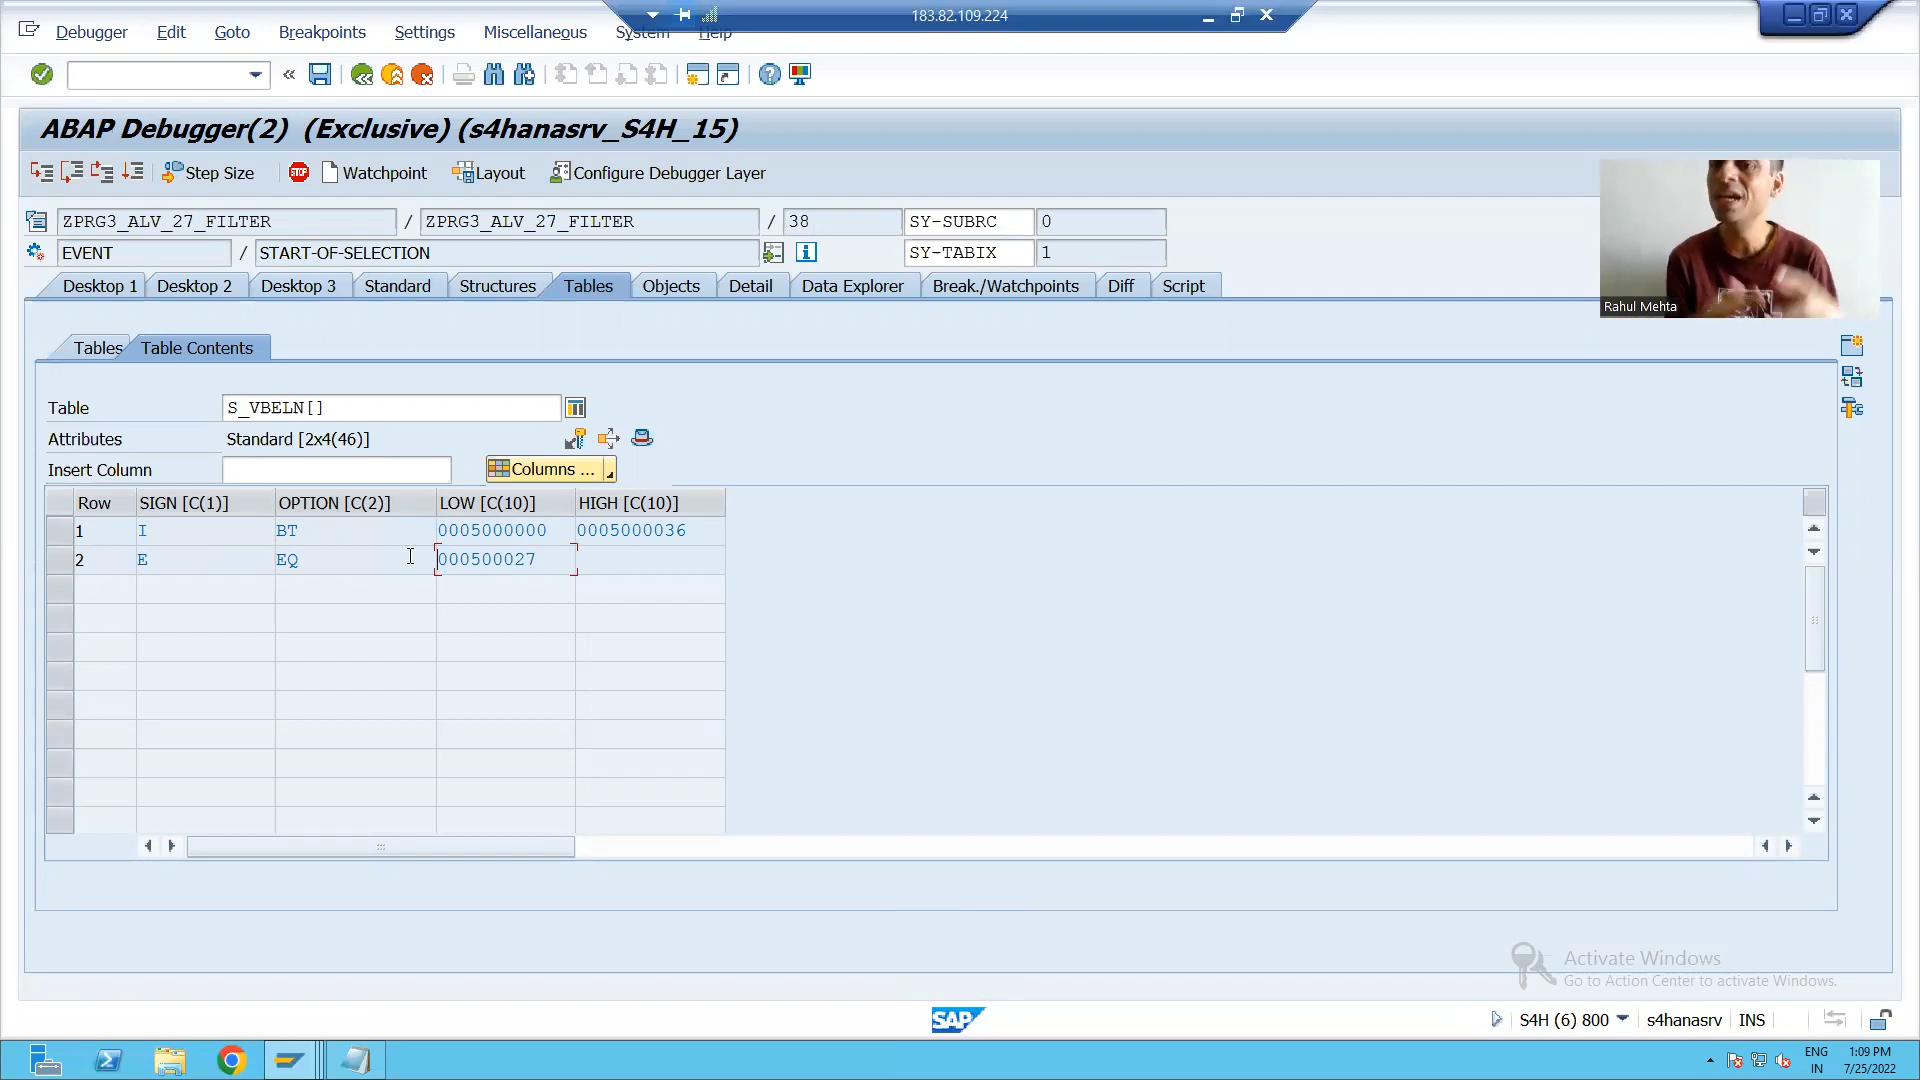 183.82.109.224
Debugger Edit Goto Breakpoints Settings Miscellaneous System Help
ABAP Debugger(2) (Exclusive) (s4hanasrv_S4H_15)
Step Size STOP Watchpoint Layout Configure Debugger Layer
ZPRG3_ALV_27_FILTER / ZPRG3_ALV_27_FILTER / 38 SY-SUBRC 0
EVENT / START-OF-SELECTION SY-TABIX 1
Desktop 1 Desktop 2 Desktop 3 Standard Structures Tables Objects Detail Data Explorer Break./Watchpoints Diff Script
Rahul Mehta
Tables Table Contents
Table S_VBELN[]
Attributes Standard [2x4(46)]
Insert Column Columns ...
Row SIGN [C(1)] OPTION [C(2)] LOW [C(10)] HIGH [C(10)]
1 I BT 0005000000 0005000036
2 E EQ 000500027
Activate Windows
Go to Action Center to activate Windows.
SAP S4H (6) 800 s4hanasrv INS
ENG 1:09 PM
IN 7/25/2022